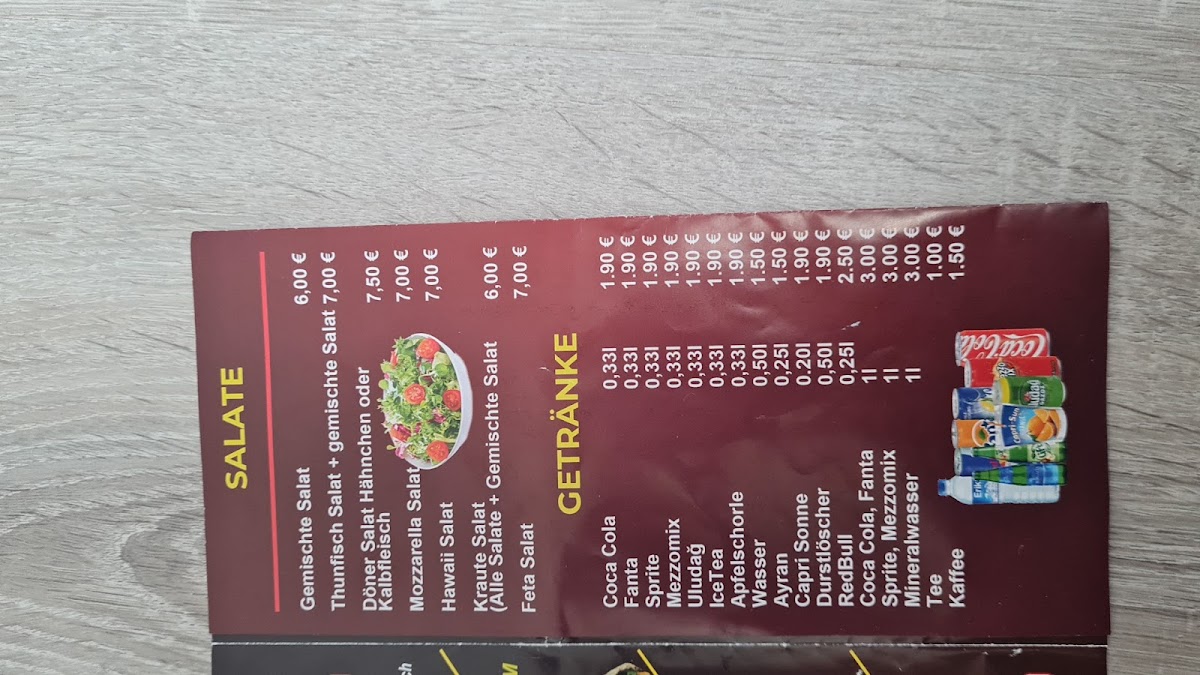 SALATE
Gemischte Salat 6,00 €
Thunfisch Salat + gemischte Salat 7,00 €
Döner Salat Hähnchen oder
Kalbfleisch 7,50 €
Mozzarella Salat 7,00 €
Hawaii Salat 7,00 €
Kraute Salat
(Alle Salate + Gemischte Salat 6,00 €
Feta Salat 7,00 €
GETRÄNKE
Coca Cola 0,33l 1.90 €
Fanta 0,33l 1.90 €
Sprite 0,33l 1.90 €
Mezzomix 0,33l 1.90 €
Uludağ 0,33l 1.90 €
IceTea 0,33l 1.90 €
Apfelschorle 0,33l 1.90 €
Wasser 0,50l 1.50 €
Ayran 0,25l 1.50 €
Capri Sonne 0.20l 1.90 €
Durstlöscher 0,50l 1.90 €
RedBull 0,25l 2.50 €
Coca Cola, Fanta 1l 3.00 €
Sprite, Mezzomix 1l 3.00 €
Mineralwasser 1l 3.00 €
Tee 1.00 €
Kaffee 1.50 €
Coca-Cola